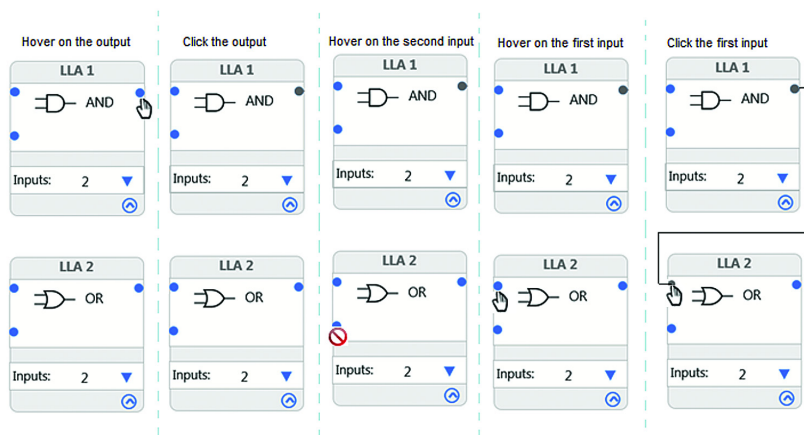 Hover on the output
Click the output
Hover on the second input
Hover on the first input
Click the first input
LLA 1
LLA 1
LLA 1
LLA 1
LLA 1
AND
AND
AND
AND
AND
Inputs: 2
Inputs: 2
Inputs: 2
Inputs: 2
Inputs: 2
LLA 2
LLA 2
LLA 2
LLA 2
LLA 2
OR
OR
OR
OR
OR
Inputs: 2
Inputs: 2
Inputs: 2
Inputs: 2
Inputs: 2